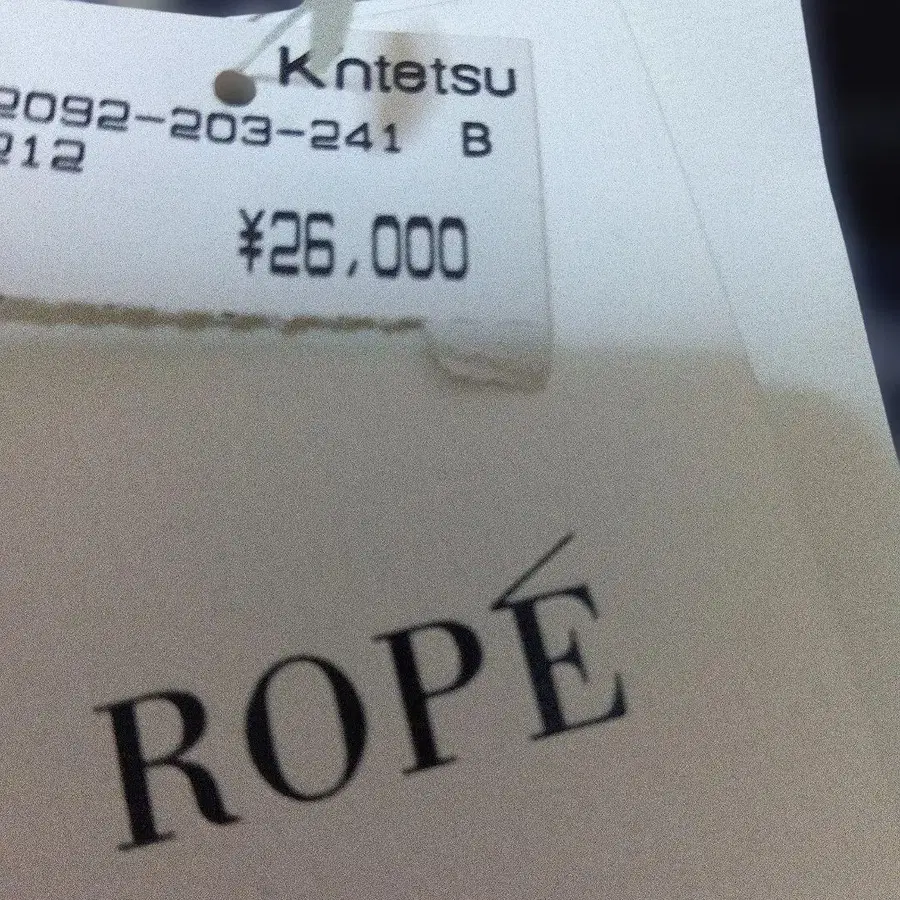 Kntetsu
2092-203-241 B
212
¥26,000
ROPÉ